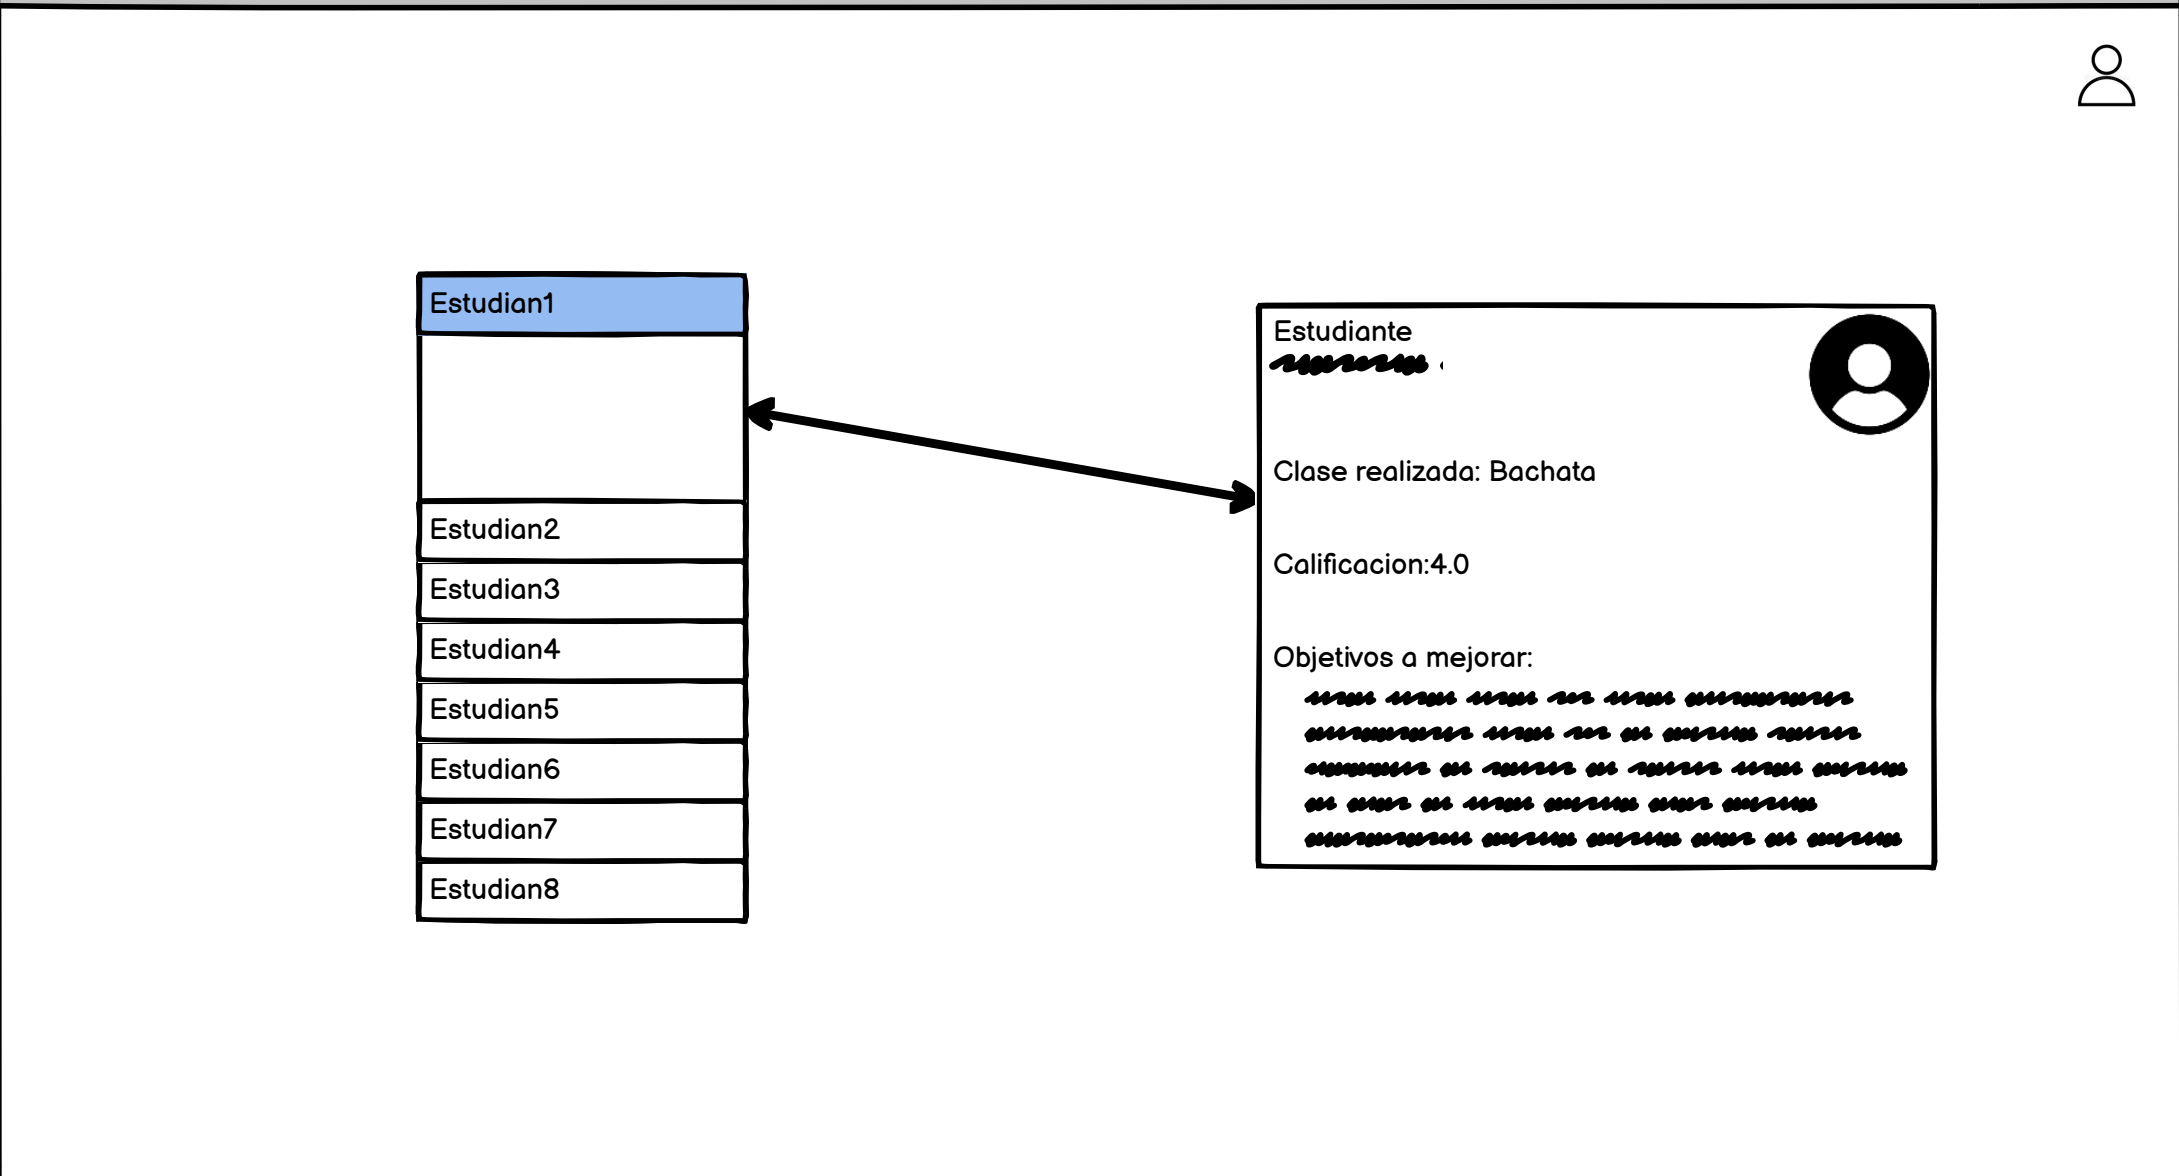 Estudian1
Estudian2
Estudian3
Estudian4
Estudian5
Estudian6
Estudian7
Estudian8
Estudiante
Clase realizada: Bachata
Calificacion:4.0
Objetivos a mejorar: